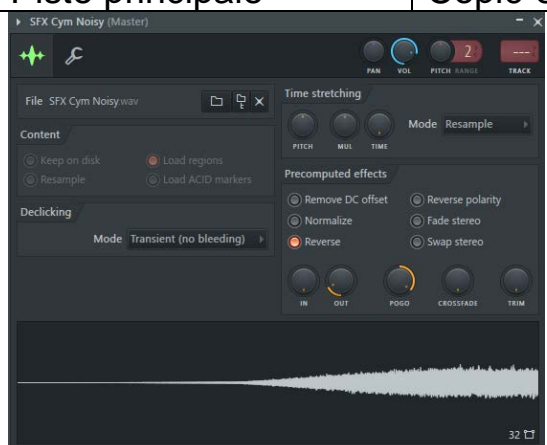 Piste principale
SFX Cym Noisy (Master)
PAN VOL PITCH RANGE 2 --- TRACK
File SFX Cym Noisy.wav
Content
Keep on disk Load regions
Resample Load ACID markers
Declicking
Mode Transient (no bleeding)
Time stretching
PITCH MUL TIME Mode Resample
Precomputed effects
Remove DC offset Reverse polarity
Normalize Fade stereo
Reverse Swap stereo
IN OUT POGO CROSSFADE TRIM
32